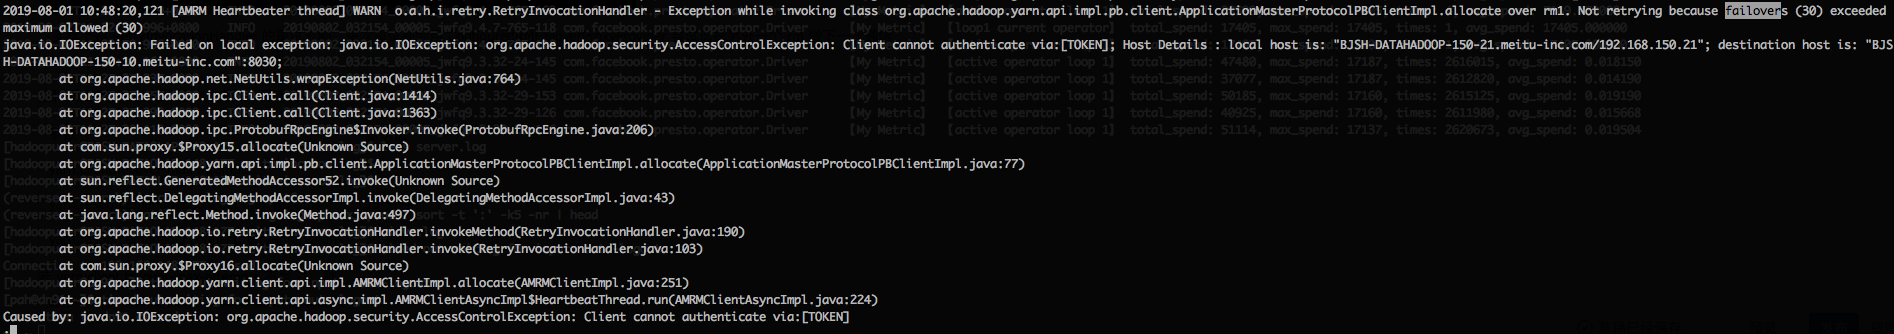 2019-08-01 10:48:20,121 [AMRM Heartbeater thread] WARN  o.a.h.i.retry.RetryInvocationHandler - Exception while invoking class org.apache.hadoop.yarn.api.impl.pb.client.ApplicationMasterProtocolPBClientImpl.allocate over rm1. Not retrying because failovers (30) exceeded
maximum allowed (30)
java.io.IOException: Failed on local exception: java.io.IOException: org.apache.hadoop.security.AccessControlException: Client cannot authenticate via:[TOKEN]; Host Details : local host is: "BJSH-DATAHADOOP-150-21.meitu-inc.com/192.168.150.21"; destination host is: "BJS
H-DATAHADOOP-150-10.meitu-inc.com":8030;
at org.apache.hadoop.net.NetUtils.wrapException(NetUtils.java:764)
at org.apache.hadoop.ipc.Client.call(Client.java:1414)
at org.apache.hadoop.ipc.Client.call(Client.java:1363)
at org.apache.hadoop.ipc.ProtobufRpcEngine$Invoker.invoke(ProtobufRpcEngine.java:206)
at com.sun.proxy.$Proxy15.allocate(Unknown Source)
at org.apache.hadoop.yarn.api.impl.pb.client.ApplicationMasterProtocolPBClientImpl.allocate(ApplicationMasterProtocolPBClientImpl.java:77)
at sun.reflect.GeneratedMethodAccessor52.invoke(Unknown Source)
at sun.reflect.DelegatingMethodAccessorImpl.invoke(DelegatingMethodAccessorImpl.java:43)
at java.lang.reflect.Method.invoke(Method.java:497)
at org.apache.hadoop.io.retry.RetryInvocationHandler.invokeMethod(RetryInvocationHandler.java:190)
at org.apache.hadoop.io.retry.RetryInvocationHandler.invoke(RetryInvocationHandler.java:103)
at com.sun.proxy.$Proxy16.allocate(Unknown Source)
at org.apache.hadoop.yarn.client.api.impl.AMRMClientImpl.allocate(AMRMClientImpl.java:251)
at org.apache.hadoop.yarn.client.api.async.impl.AMRMClientAsyncImpl$HeartbeatThread.run(AMRMClientAsyncImpl.java:224)
Caused by: java.io.IOException: org.apache.hadoop.security.AccessControlException: Client cannot authenticate via:[TOKEN]
: